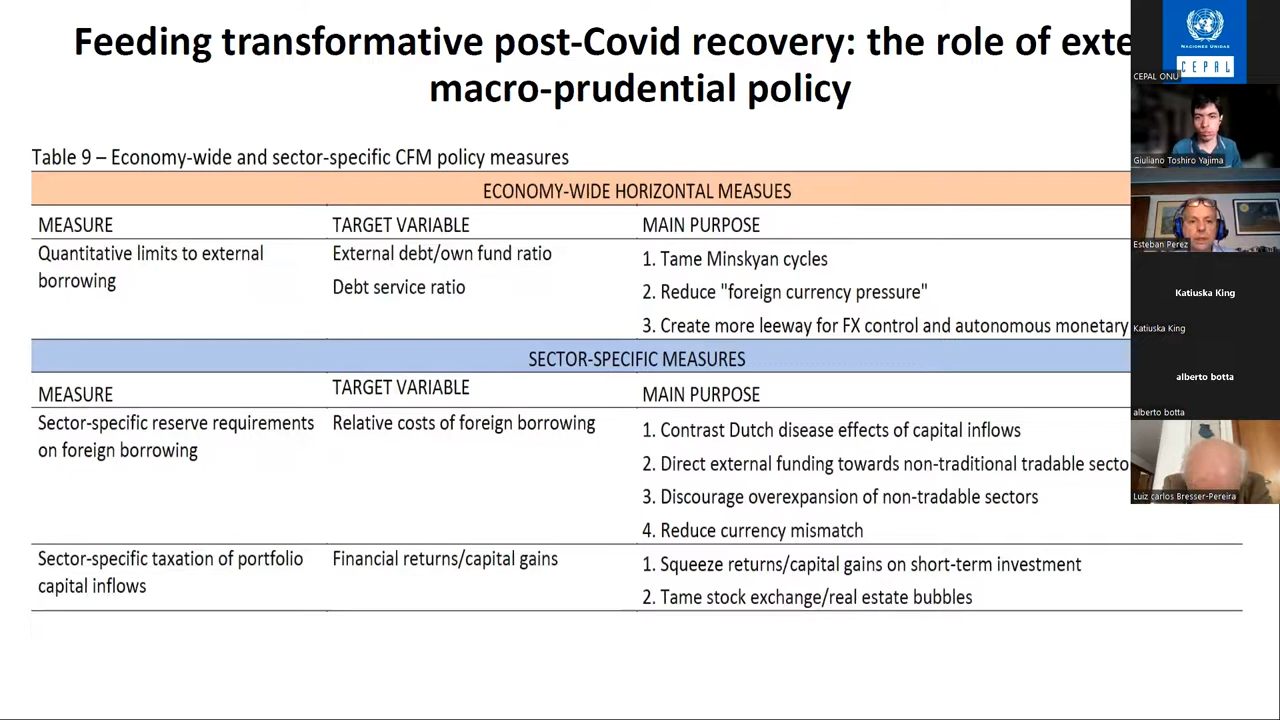 Feeding transformative post-Covid recovery: the role of exte
macro-prudential policy
Table 9 – Economy-wide and sector-specific CFM policy measures
ECONOMY-WIDE HORIZONTAL MEASUES
MEASURE TARGET VARIABLE MAIN PURPOSE
Quantitative limits to external borrowing
External debt/own fund ratio
Debt service ratio
1. Tame Minskyan cycles
2. Reduce "foreign currency pressure"
3. Create more leeway for FX control and autonomous monetary
SECTOR-SPECIFIC MEASURES
MEASURE TARGET VARIABLE MAIN PURPOSE
Sector-specific reserve requirements
on foreign borrowing
Relative costs of foreign borrowing
1. Contrast Dutch disease effects of capital inflows
2. Direct external funding towards non-traditional tradable secto
3. Discourage overexpansion of non-tradable sectors
4. Reduce currency mismatch
Sector-specific taxation of portfolio
capital inflows
Financial returns/capital gains
1. Squeeze returns/capital gains on short-term investment
2. Tame stock exchange/real estate bubbles
NACIONES UNIDAS
CEPAL
CEPAL ONU
Giuliano Toshiro Yajima
Esteban Perez
Katiuska King
Katiuska King
alberto botta
alberto botta
Luiz carlos Bresser-Pereira